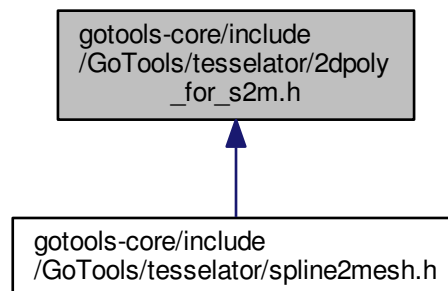 gotools-core/include
/GoTools/tesselator/2dpoly
_for_s2m.h
gotools-core/include
/GoTools/tesselator/spline2mesh.h